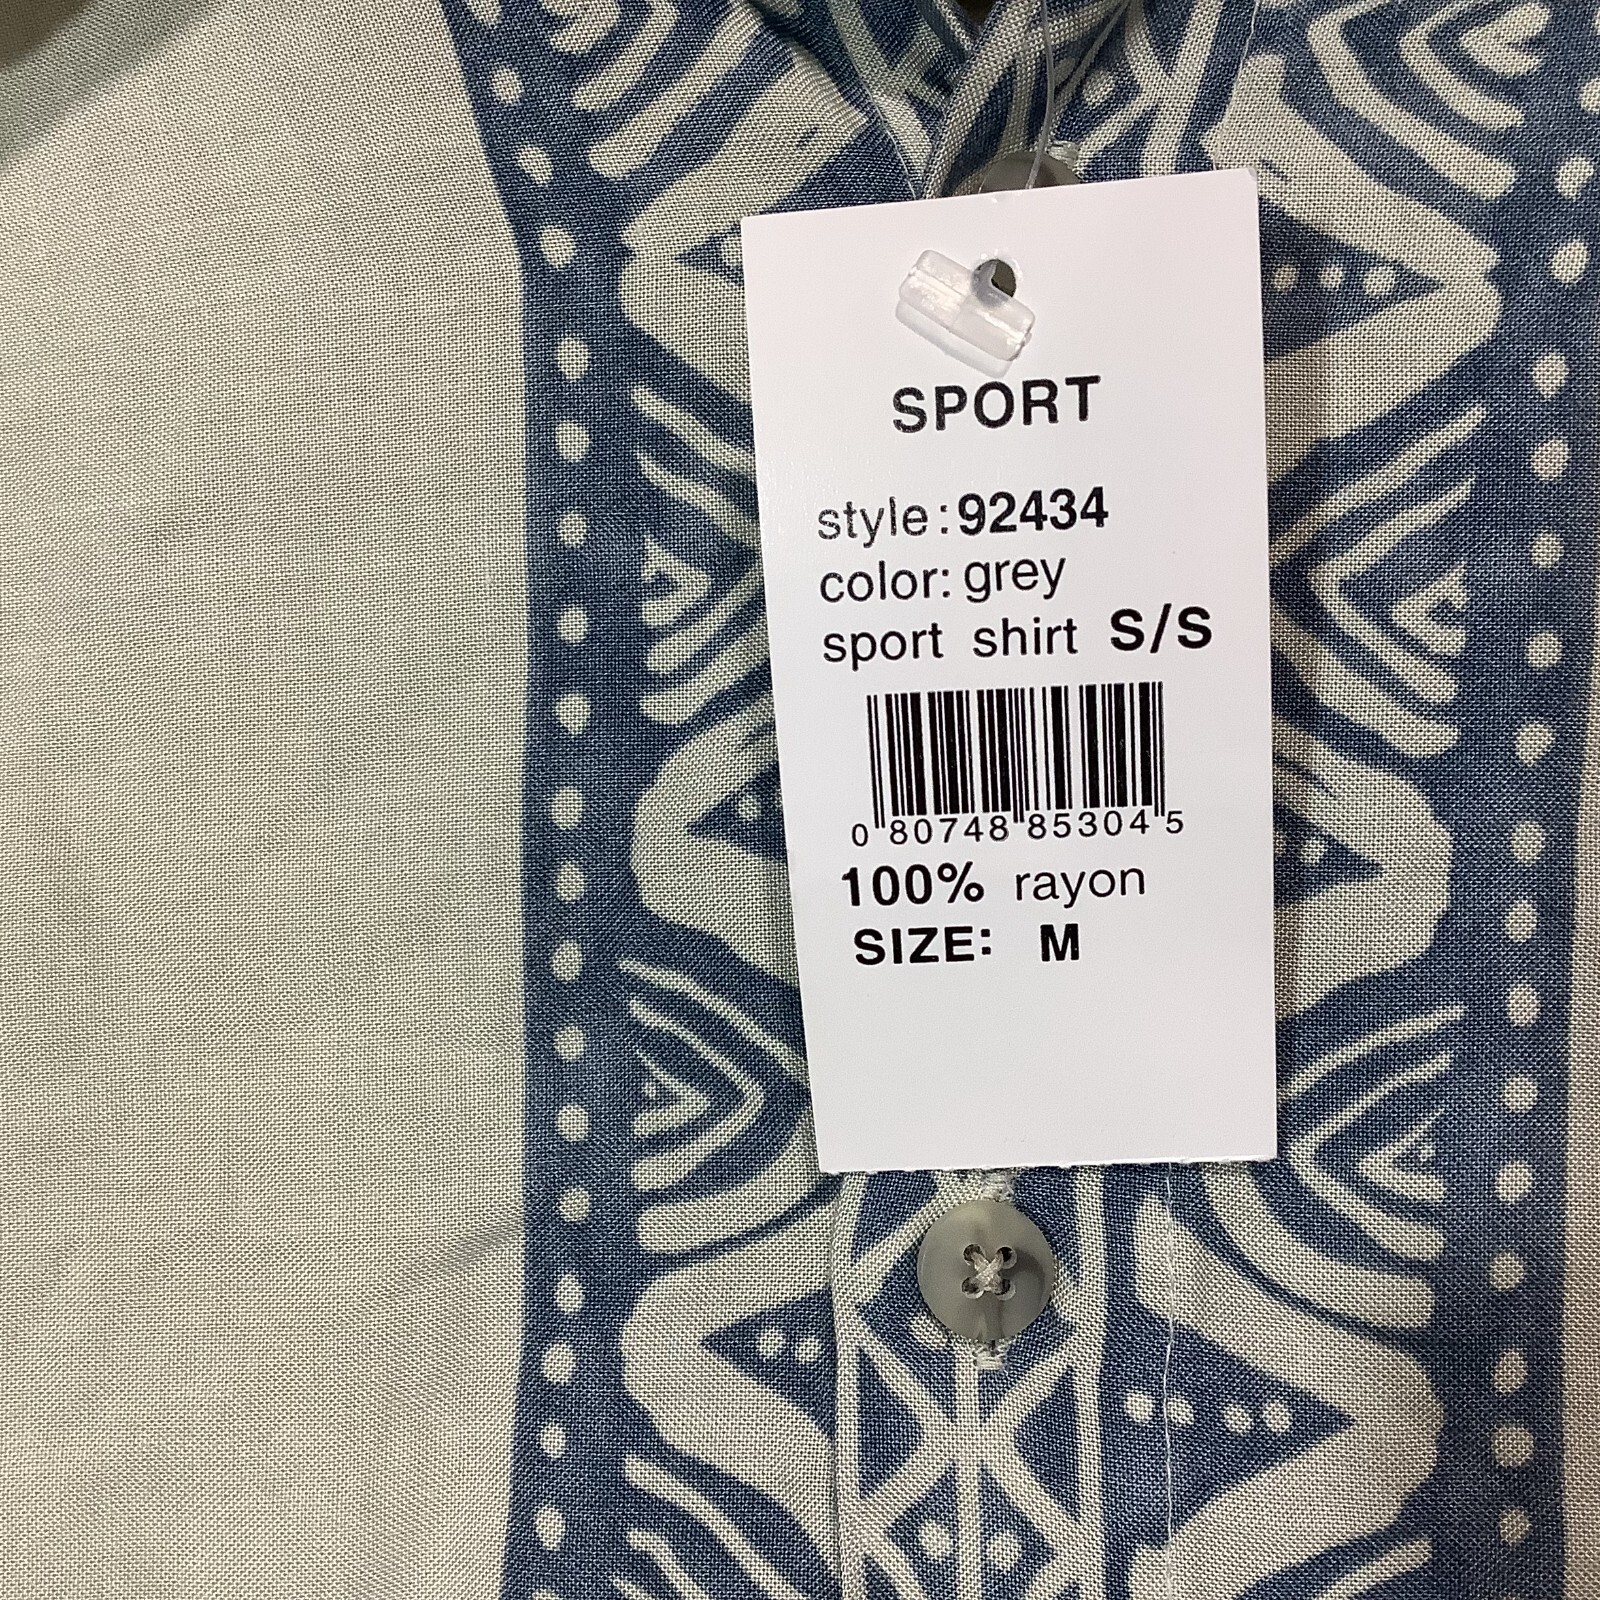 SPORT
style: 92434
color: grey
sport shirt S/S
0 80748 85304 5
100% rayon
SIZE: M